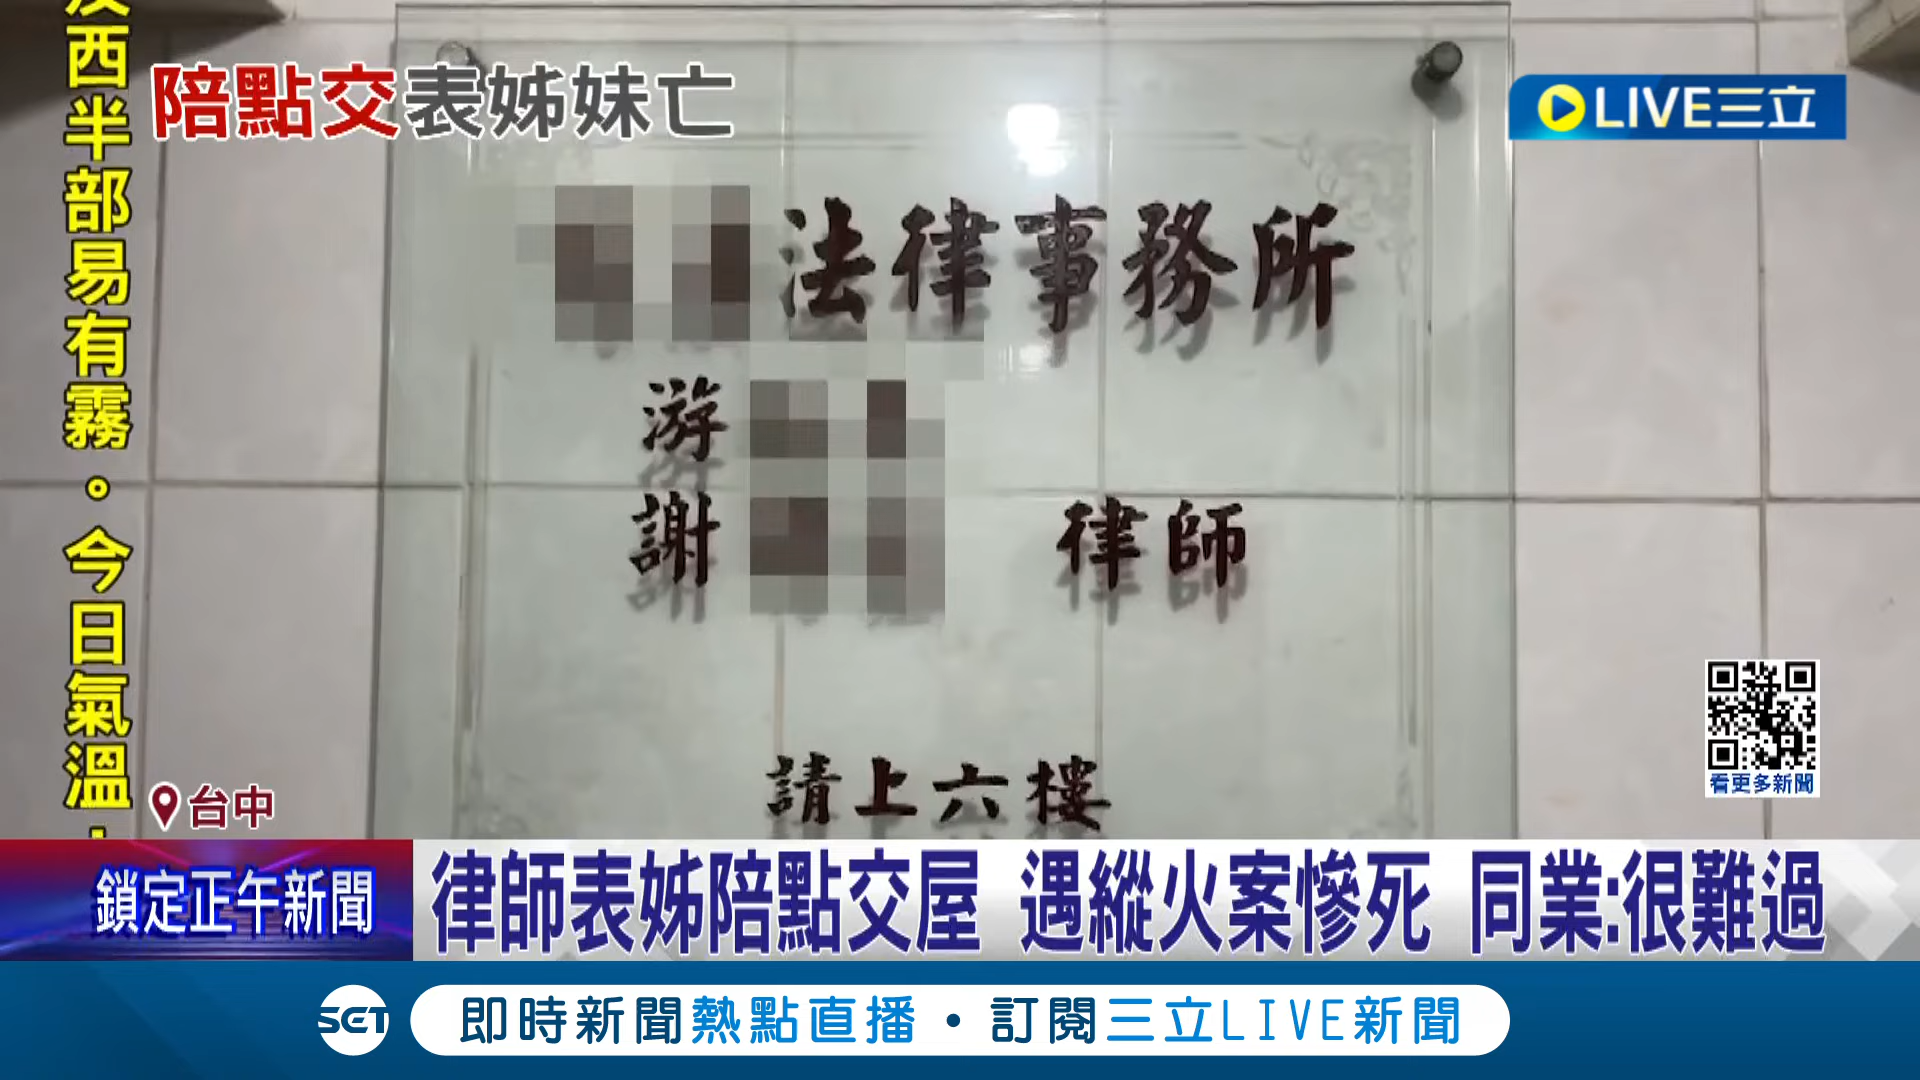 西半部易有霧。今日氣溫
陪點交表姊妹亡
LIVE三立
法律事務所
游
謝 律師
請上六樓
看更多新聞
台中
鎖定正午新聞
律師表姊陪點交屋 遇縱火案慘死 同業:很難過
SET
即時新聞熱點直播·訂閱三立LIVE新聞